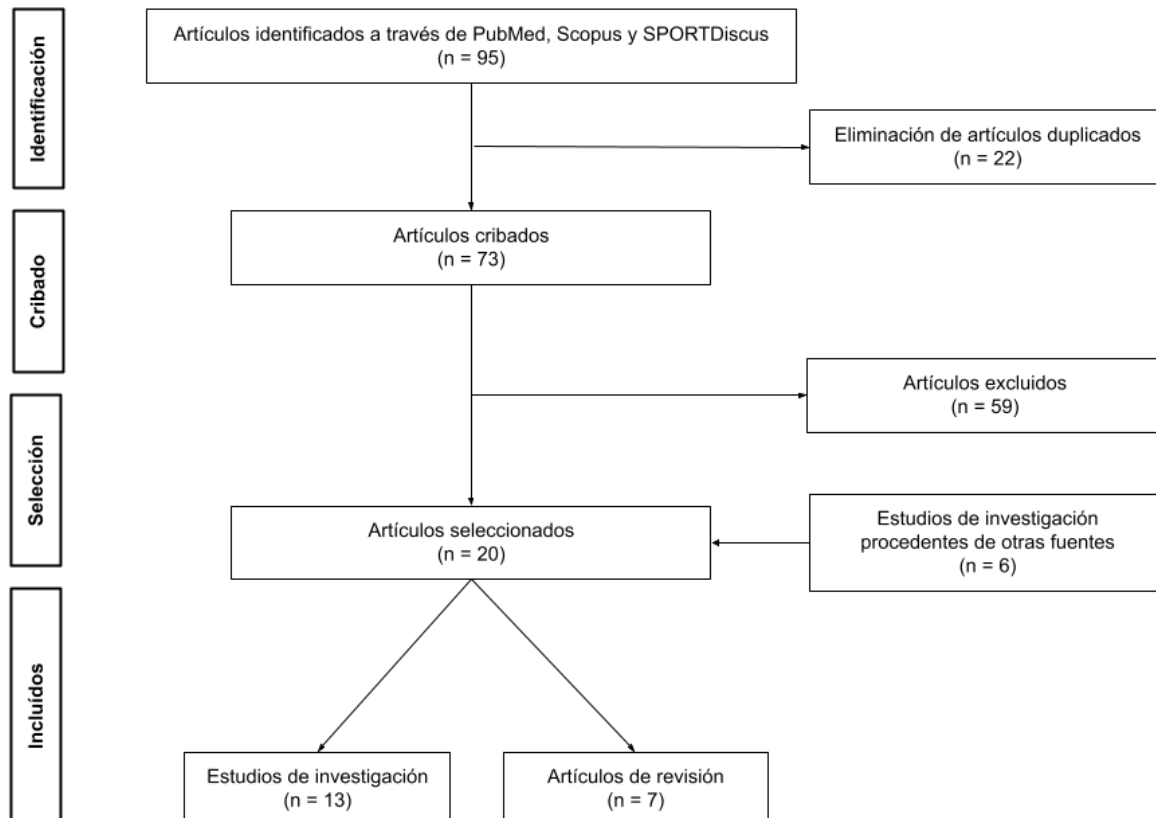 Identificación
Artículos identificados a través de PubMed, Scopus y SPORTDiscus
(n = 95)
Eliminación de artículos duplicados
(n = 22)
Cribado
Artículos cribados
(n = 73)
Artículos excluidos
(n = 59)
Selección
Artículos seleccionados
(n = 20)
Estudios de investigación
procedentes de otras fuentes
(n = 6)
Incluídos
Estudios de investigación
(n = 13)
Artículos de revisión
(n = 7)